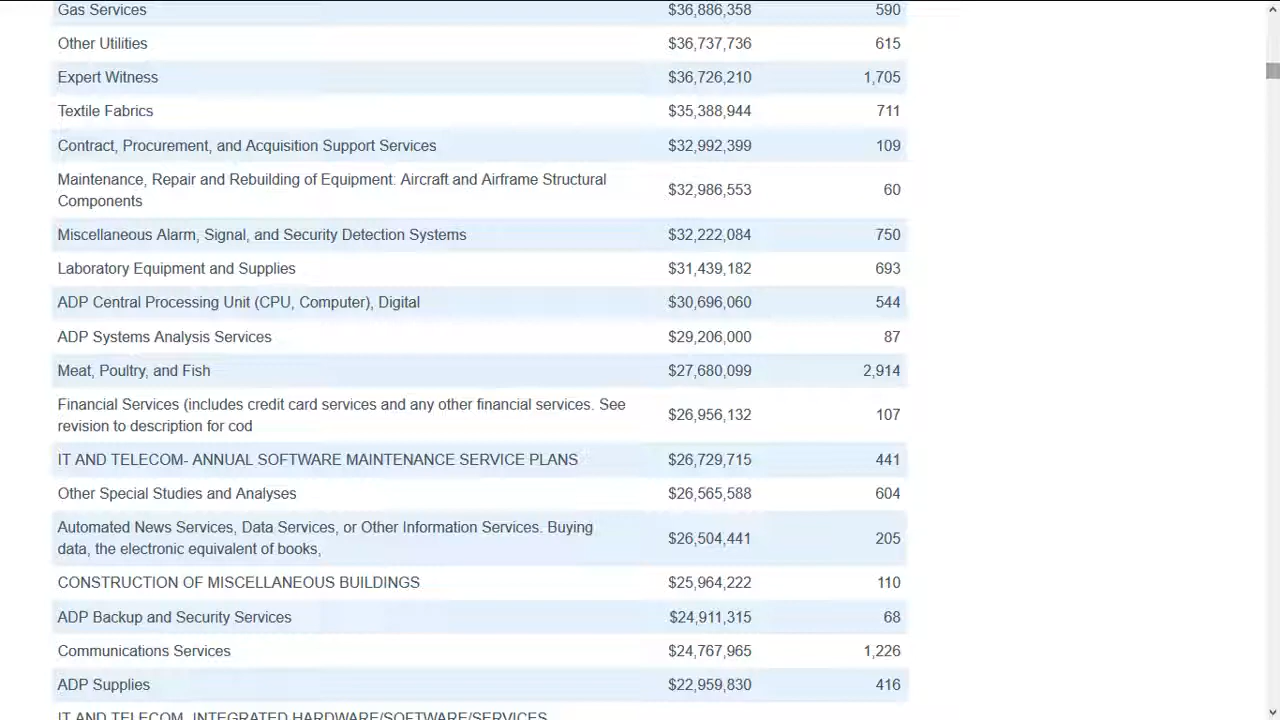 Gas Services $36,886,358 590
Other Utilities $36,737,736 615
Expert Witness $36,726,210 1,705
Textile Fabrics $35,388,944 711
Contract, Procurement, and Acquisition Support Services $32,992,399 109
Maintenance, Repair and Rebuilding of Equipment: Aircraft and Airframe Structural
Components $32,986,553 60
Miscellaneous Alarm, Signal, and Security Detection Systems $32,222,084 750
Laboratory Equipment and Supplies $31,439,182 693
ADP Central Processing Unit (CPU, Computer), Digital $30,696,060 544
ADP Systems Analysis Services $29,206,000 87
Meat, Poultry, and Fish $27,680,099 2,914
Financial Services (includes credit card services and any other financial services. See
revision to description for cod $26,956,132 107
IT AND TELECOM- ANNUAL SOFTWARE MAINTENANCE SERVICE PLANS $26,729,715 441
Other Special Studies and Analyses $26,565,588 604
Automated News Services, Data Services, or Other Information Services. Buying
data, the electronic equivalent of books, $26,504,441 205
CONSTRUCTION OF MISCELLANEOUS BUILDINGS $25,964,222 110
ADP Backup and Security Services $24,911,315 68
Communications Services $24,767,965 1,226
ADP Supplies $22,959,830 416
IT AND TELECOM- INTEGRATED HARDWARE/SOFTWARE/SERVICES